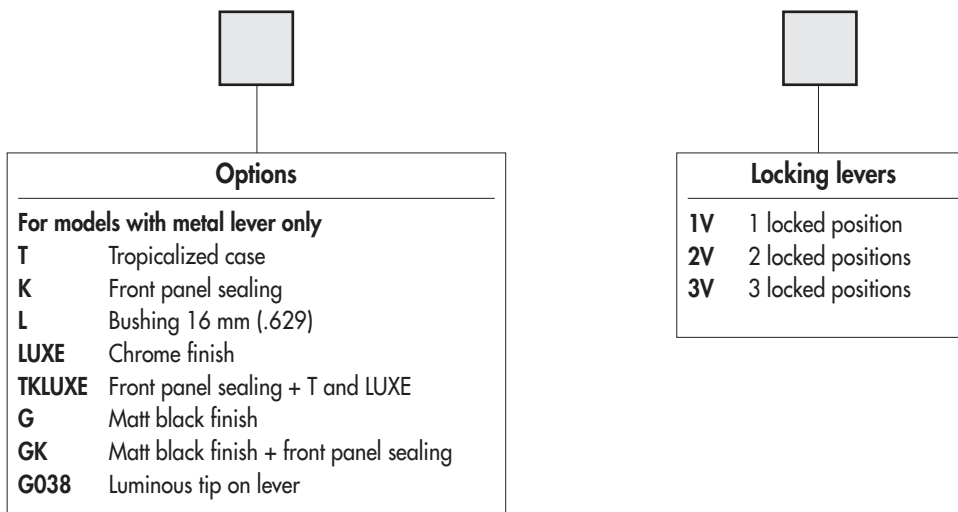 Options
For models with metal lever only
T Tropicalized case
K Front panel sealing
L Bushing 16 mm (.629)
LUXE Chrome finish
TKLUXE Front panel sealing + T and LUXE
G Matt black finish
GK Matt black finish + front panel sealing
G038 Luminous tip on lever
Locking levers
1V 1 locked position
2V 2 locked positions
3V 3 locked positions